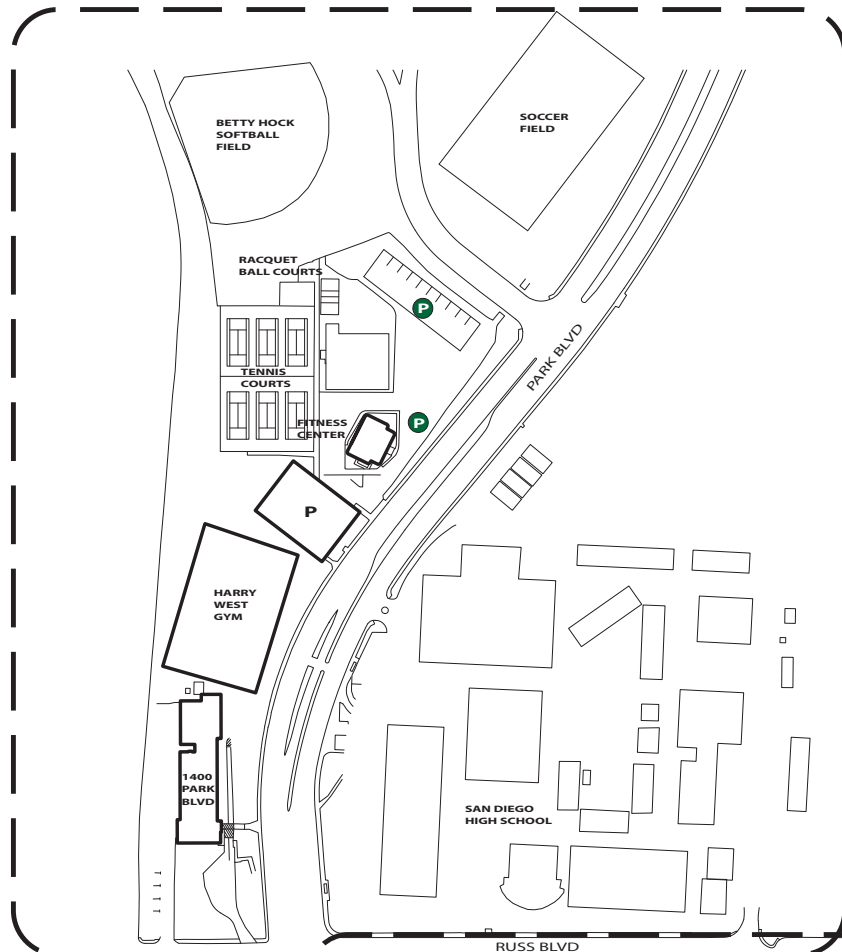 BETTY HOCK
SOFTBALL
FIELD
SOCCER
FIELD
RACQUET
BALL COURTS
P
PARK BLVD
TENNIS
COURTS
FITNESS
CENTER
P
P
HARRY
WEST
GYM
1400
PARK
BLVD
SAN DIEGO
HIGH SCHOOL
RUSS BLVD